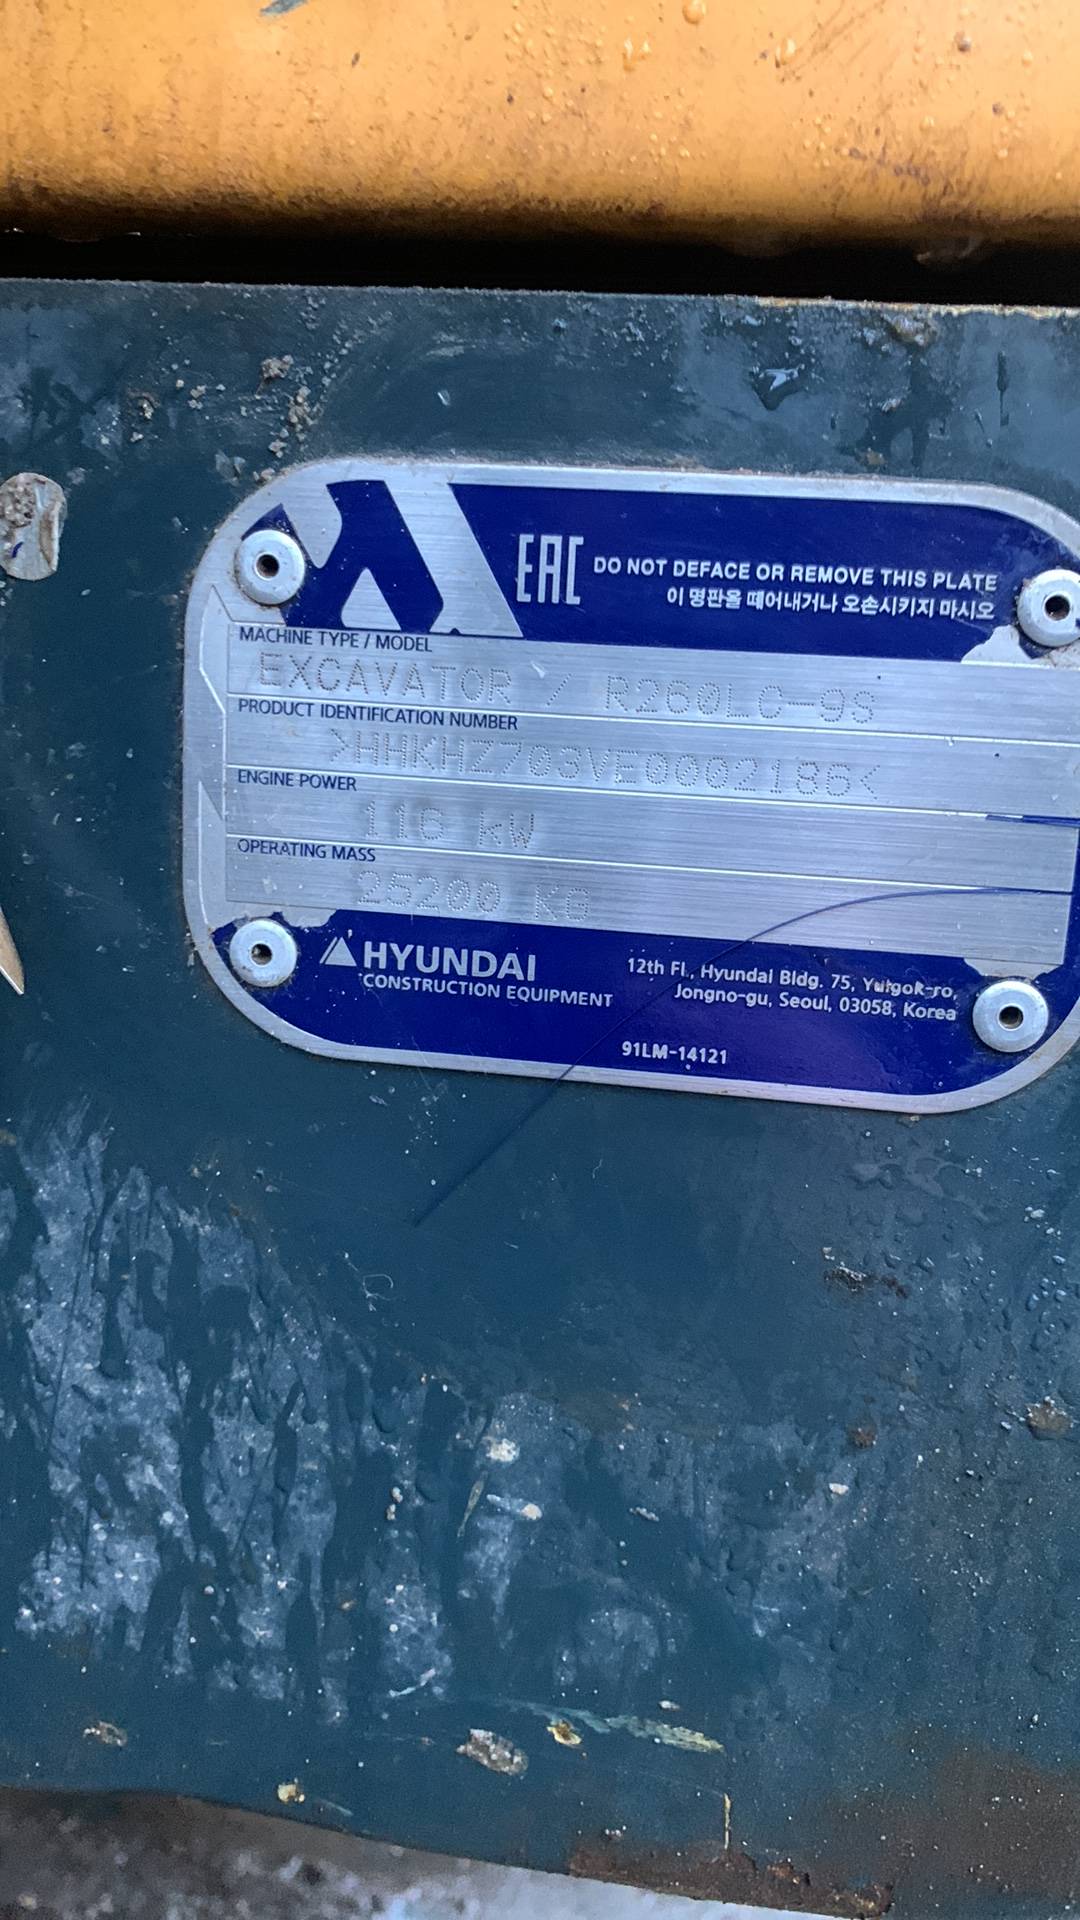 EAC
DO NOT DEFACE OR REMOVE THIS PLATE
이 명판올 떼어내거나 오손시키지 마시오
MACHINE TYPE / MODEL
EXCAVATOR / R260LC-9S
PRODUCT IDENTIFICATION NUMBER
>HHKHZ703VE0002186<
ENGINE POWER
116 kW
OPERATING MASS
25200 KG
HYUNDAI
CONSTRUCTION EQUIPMENT
12th Fl., Hyundai Bldg. 75, Yulgok-ro,
Jongno-gu, Seoul, 03058, Korea
91LM-14121